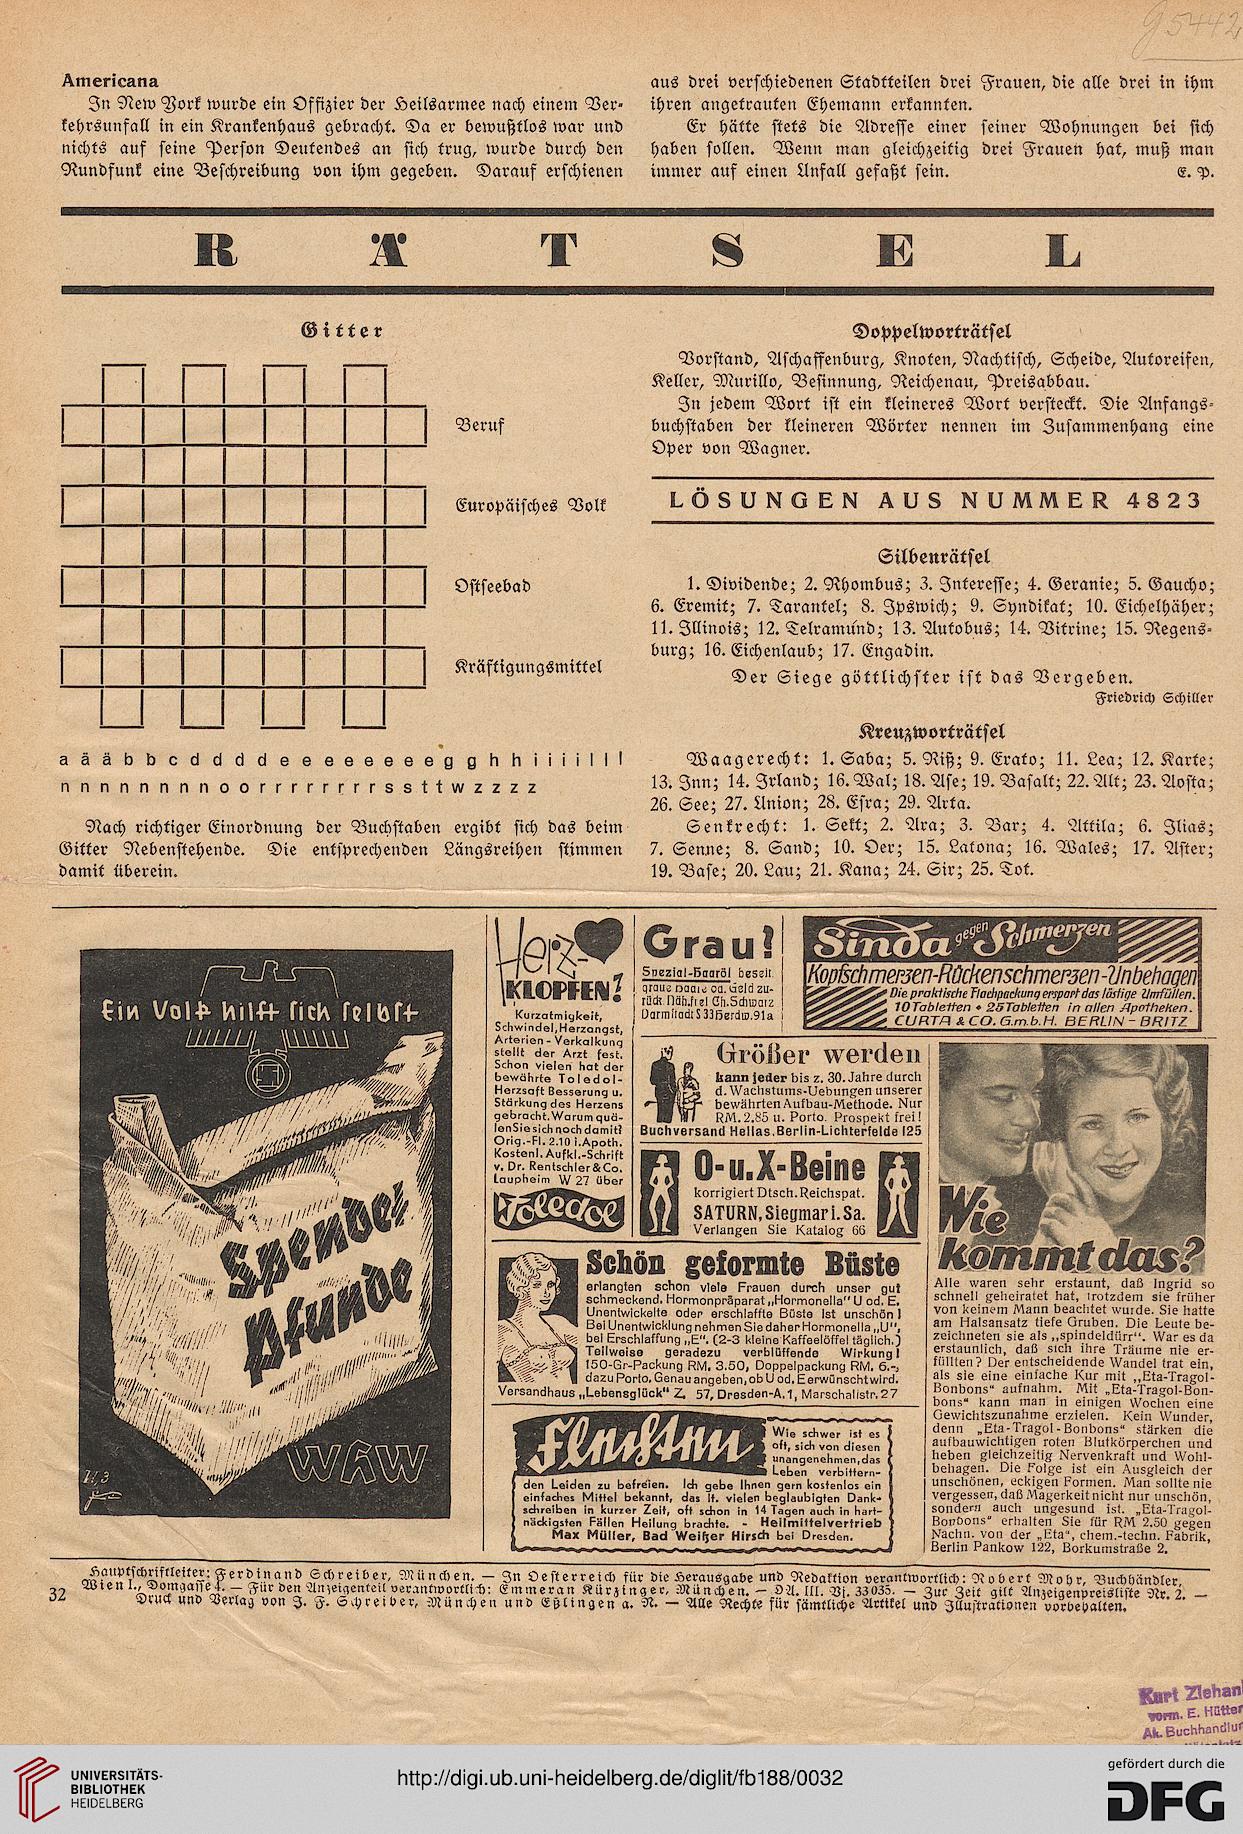 g 5442
Americana
In New York wurde ein Offizier der Heilsarmee nach einem Ver-
kehrsunfall in ein Krankenhaus gebracht. Da er bewußtlos war und
nichts auf seine Person Deutendes an sich trug, wurde durch den
Rundfunk eine Beschreibung von ihm gegeben. Darauf erschienen
aus drei verschiedenen Stadtteilen drei Frauen, die alle drei in ihm
ihren angetrauten Ehemann erkannten.
Er hätte stets die Adresse einer seiner Wohnungen bei sich
haben sollen. Wenn man gleichzeitig drei Frauen hat, muß man
immer auf einen Unfall gefaßt sein. E. P.
RÄTSEL
Gitter
Beruf
Europäisches Volk
Ostseebad
Kräftigungsmittel
a ä ä b b c d d d d e e e e e e e e g g h h i i i i l l l
n n n n n n n n o o r r r r r r r r s s t t w z z z z
Nach richtiger Einordnung der Buchstaben ergibt sich das beim
Gitter Nebenstehende. Die entsprechenden Längsreihen stimmen
damit überein.
Doppelworträtsel
Vorstand, Aschaffenburg, Knoten, Nachtisch, Scheide, Autoreifen,
Keller, Murillo, Besinnung, Reichenau, Preisabbau.
In jedem Wort ist ein kleineres Wort versteckt. Die Anfangs-
buchstaben der kleineren Wörter nennen im Zusammenhang eine
Oper von Wagner.
LÖSUNGEN AUS NUMMER 4823
Silbenrätsel
1. Dividende; 2. Rhombus; 3. Interesse; 4. Geranie; 5. Gaucho;
6. Eremit; 7. Tarantel; 8. Ipswich; 9. Syndikat; 10. Eichelhäher;
11. Illinois; 12. Telramund; 13. Autobus; 14. Vitrine; 15. Regens-
burg; 16. Eichenlaub; 17. Engadin.
Der Siege göttlichster ist das Vergeben.
Friedrich Schiller
Kreuzworträtsel
Waagerecht: 1. Saba; 5. Riß; 9. Erato; 11. Lea; 12. Karte;
13. Inn; 14. Irland; 16. Wal; 18. Ase; 19. Basalt; 22. Alt; 23. Aosta;
26. See; 27. Union; 28. Esra; 29. Arta.
Senkrecht: 1. Sekt; 2. Ara; 3. Bar; 4. Attila; 6. Ilias;
7. Senne; 8. Sand; 10. Oer; 15. Latona; 16. Wales; 17. Aster;
19. Base; 20. Lau; 21. Kana; 24. Sir; 25. Tot.
Ein Volk hilft sich selbst
Spendet
Pfunde
WHW
Herz-
KLOPFEN?
Kurzatmigkeit,
Schwindel, Herzangst,
Arterien-Verkalkung
stellt der Arzt fest.
Schon vielen hat der
bewährte Toledol-
Herzsaft Besserung u.
Stärkung des Herzens
gebracht. Warum quä-
len Sie sich noch damit?
Orig.-Fl. 2.10 i. Apoth.
Kostenl. Aufkl.-Schrift
v. Dr. Rentschler & Co.
Laupheim W 27 über
Toledol
Grau?
Spezial-Haaröl beseit.
graue Haare od. Geld zu-
rück Näh. frei Ch. Schwarz
Darmstadt S 33 Herdw. 91a
Sinda gegen Schmerzen
Kopfschmerzen-Rückenschmerzen-Unbehagen
Die praktische Flachpackung erspart das lästige Umfüllen.
10 Tabletten • 25 Tabletten in allen Apotheken.
CURTA & CO. G.m.b.H. BERLIN-BRITZ
Größer werden
kann jeder bis z. 30. Jahre durch
d. Wachstums-Uebungen unserer
bewährten Aufbau-Methode. Nur
RM. 2.85 u. Porto. Prospekt frei!
Buchversand Hellas, Berlin-Lichterfelde 125
O-u.X-Beine
korrigiert Dtsch. Reichspat.
SATURN, Siegmar i. Sa.
Verlangen Sie Katalog 66
Schön geformte Büste
erlangten schon viele Frauen durch unser gut
schmeckend. Hormonpräparat „Hormonella" U od. E.
Unentwickelte oder erschlaffte Büste ist unschön!
Bei Unentwicklung nehmen Sie daher Hormonella „U",
bei Erschlaffung „E". (2-3 kleine Kaffeelöffel täglich.)
Teilweise geradezu verblüffende Wirkung!
150-Gr-Packung RM. 3.50, Doppelpackung RM. 6.-,
dazu Porto. Genau angeben, ob U od. E erwünscht wird.
Versandhaus „Lebensglück" Z. 57, Dresden-A. 1, Marschallstr. 27
Flechten
Wie schwer ist es
oft, sich von diesen
unangenehmen, das
Leben verbittern-
den Leiden zu befreien. Ich gebe Ihnen gern kostenlos ein
einfaches Mittel bekannt, das lt. vielen beglaubigten Dank-
schreiben in kurzer Zeit, oft schon in 14 Tagen auch in hart-
näckigsten Fällen Heilung brachte. - Heilmittelvertrieb
Max Müller, Bad Weißer Hirsch bei Dresden.
Wie
kommt das?
Alle waren sehr erstaunt, daß Ingrid so
schnell geheiratet hat, trotzdem sie früher
von keinem Mann beachtet wurde. Sie hatte
am Halsansatz tiefe Gruben. Die Leute be-
zeichneten sie als „spindeldürr". War es da
erstaunlich, daß sich ihre Träume nie er-
füllten? Der entscheidende Wandel trat ein,
als sie eine einfache Kur mit „Eta-Tragol-
Bonbons" aufnahm. Mit „Eta-Tragol-Bon-
bons" kann man in einigen Wochen eine
Gewichtszunahme erzielen. Kein Wunder,
denn „Eta-Tragol-Bonbons" stärken die
aufbauwichtigen roten Blutkörperchen und
heben gleichzeitig Nervenkraft und Wohl-
behagen. Die Folge ist ein Ausgleich der
unschönen, eckigen Formen. Man sollte nie
vergessen, daß Magerkeit nicht nur unschön,
sondern auch ungesund ist. „Eta-Tragol-
Bonbons" erhalten Sie für RM 2.50 gegen
Nachn. von der „Eta", chem.-techn. Fabrik,
Berlin Pankow 122, Borkumstraße 2.
Hauptschriftleiter: Ferdinand Schreiber, München. — In Oesterreich für die Herausgabe und Redaktion verantwortlich: Robert Mohr, Buchhändler,
Wien I., Domgasse 4. — Für den Anzeigenteil verantwortlich: Emmeran Kürzinger, München. — DA. III. Vj. 33035. — Zur Zeit gilt Anzeigenpreisliste Nr. 2. —
Druck und Verlag von J. F. Schreiber, München und Eßlingen a. N. — Alle Rechte für sämtliche Artikel und Illustrationen vorbehalten.
32
Kurt Ziehan
vorm. E. Hütter
Ak. Buchhandlun
UNIVERSITÄTS-
BIBLIOTHEK
HEIDELBERG
http://digi.ub.uni-heidelberg.de/diglit/fb188/0032
gefördert durch die
DFG